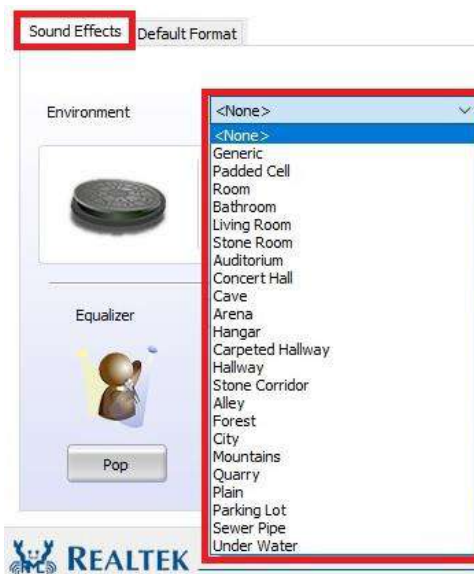 Sound Effects Default Format
Environment
<None>
<None>
Generic
Padded Cell
Room
Bathroom
Living Room
Stone Room
Auditorium
Concert Hall
Cave
Arena
Hangar
Carpeted Hallway
Hallway
Stone Corridor
Alley
Forest
City
Mountains
Quarry
Plain
Parking Lot
Sewer Pipe
Under Water
Equalizer
Pop
REALTEK